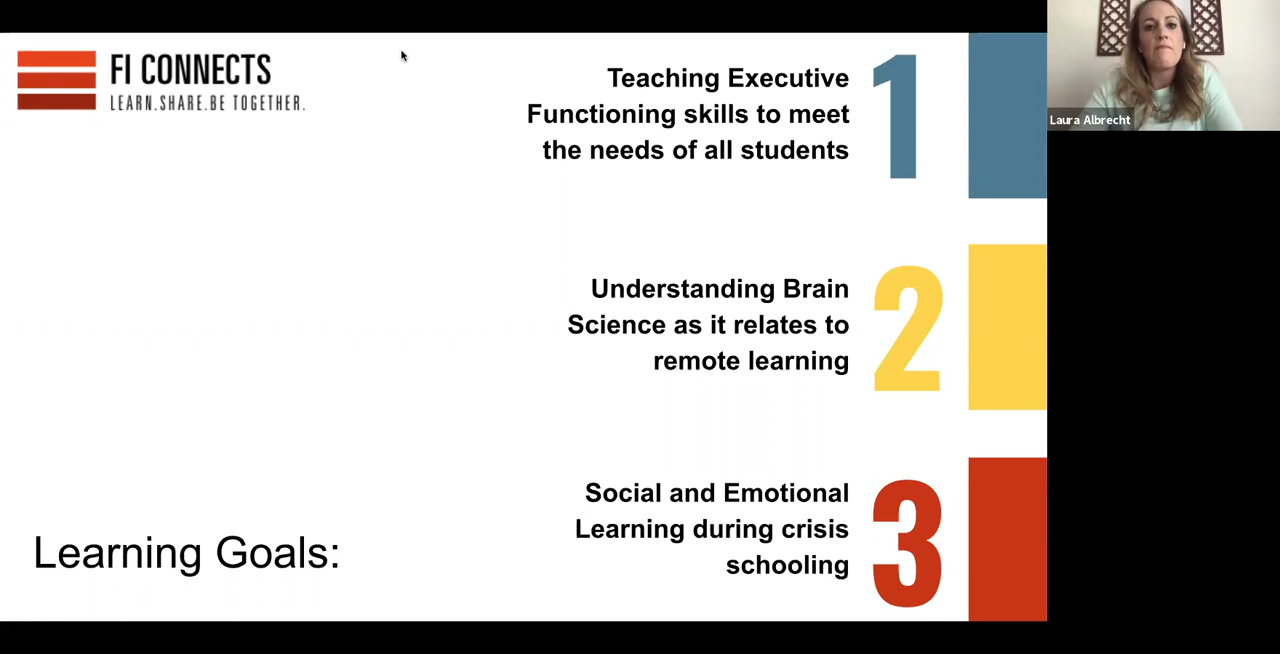 FI CONNECTS
LEARN.SHARE.BE TOGETHER.
Teaching Executive
Functioning skills to meet
the needs of all students
1
Understanding Brain
Science as it relates to
remote learning
2
Social and Emotional
Learning during crisis
schooling
3
Learning Goals:
Laura Albrecht